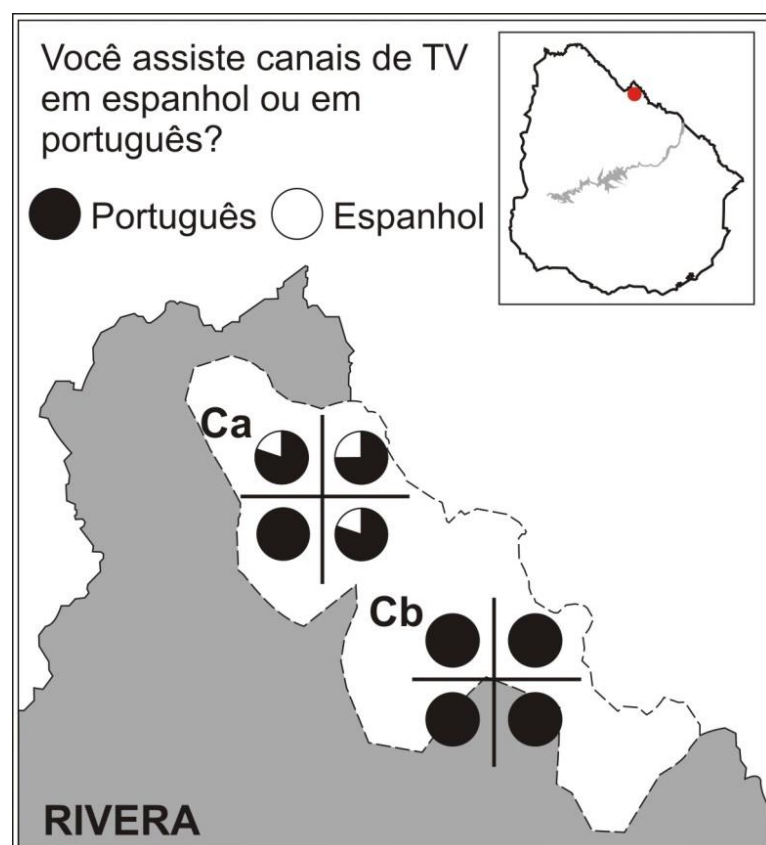 Você assiste canais de TV
em espanhol ou em
português?
Português Espanhol
Ca
Cb
RIVERA